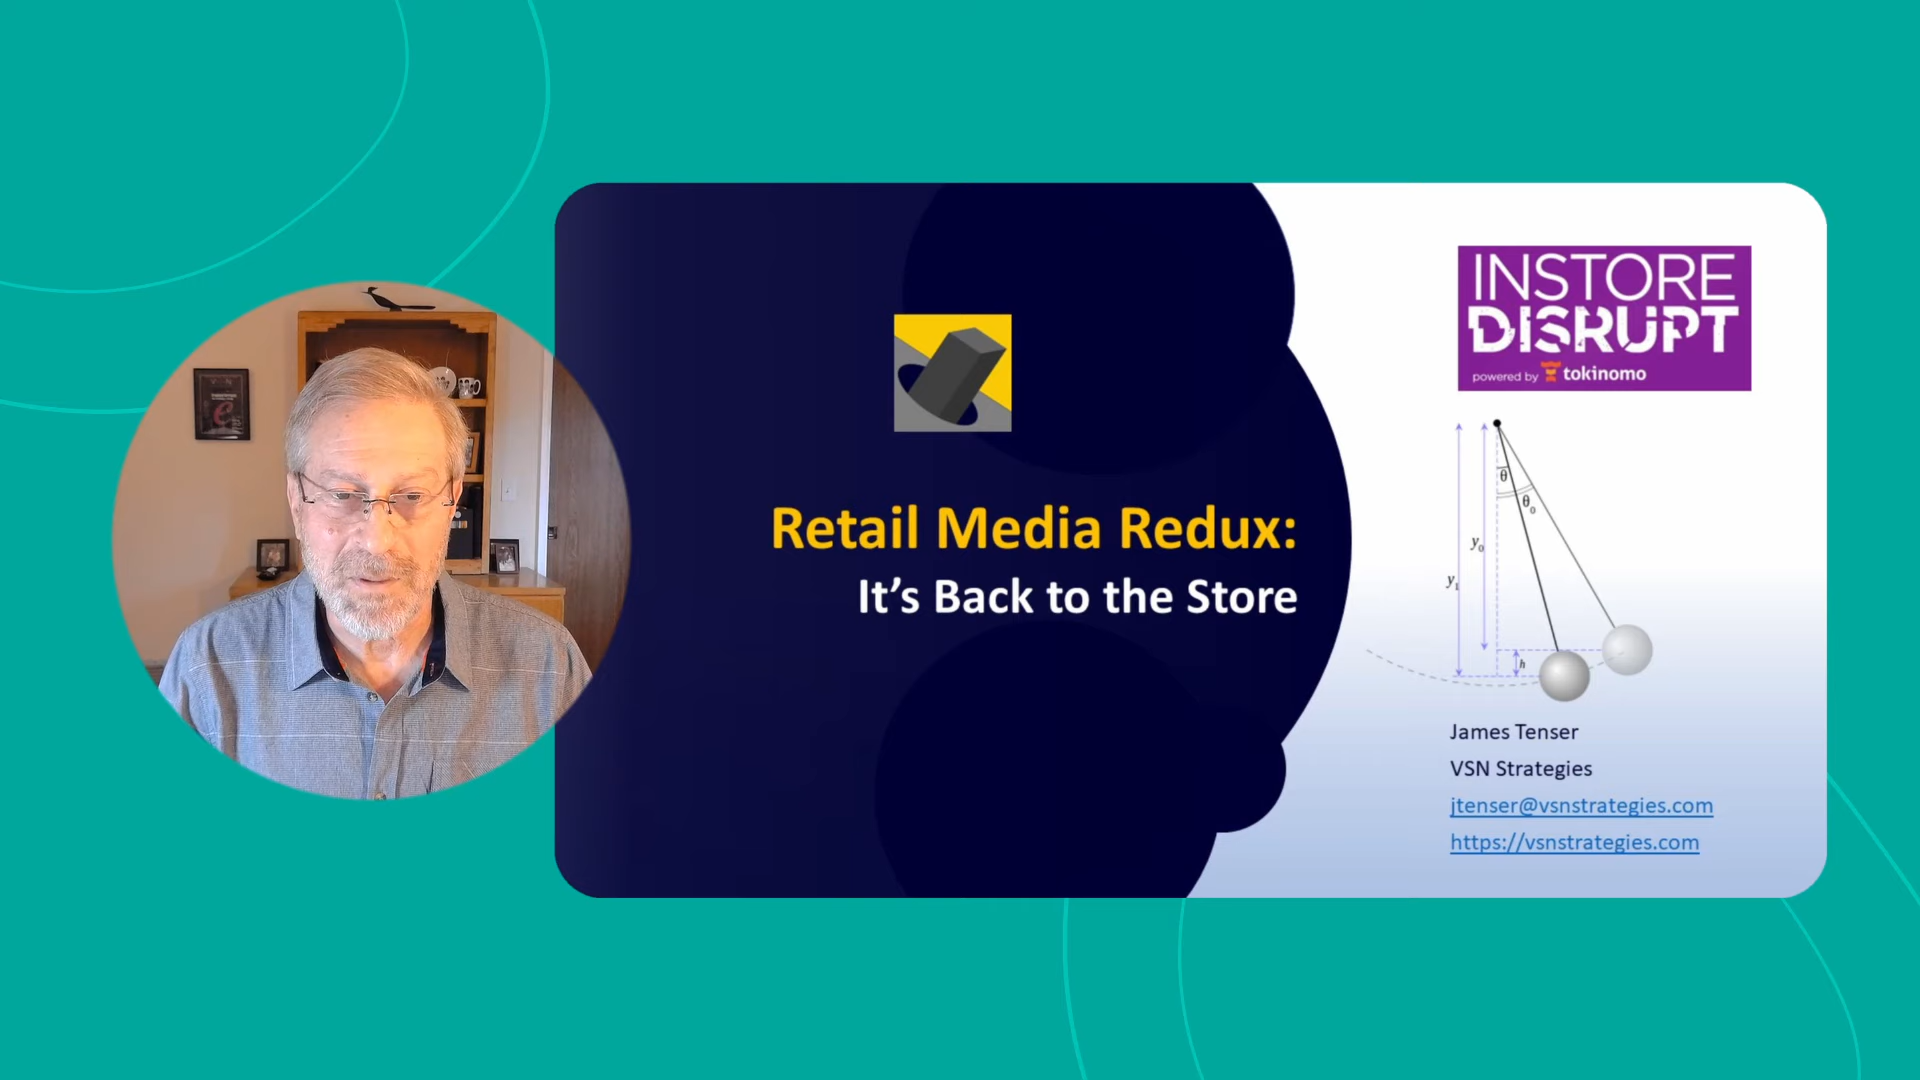 INSTORE
DISRUPT
powered by tokinomo
Retail Media Redux:
It's Back to the Store
θ
θ0
y0
y1
h
James Tenser
VSN Strategies
jtenser@vsnstrategies.com
https://vsnstrategies.com